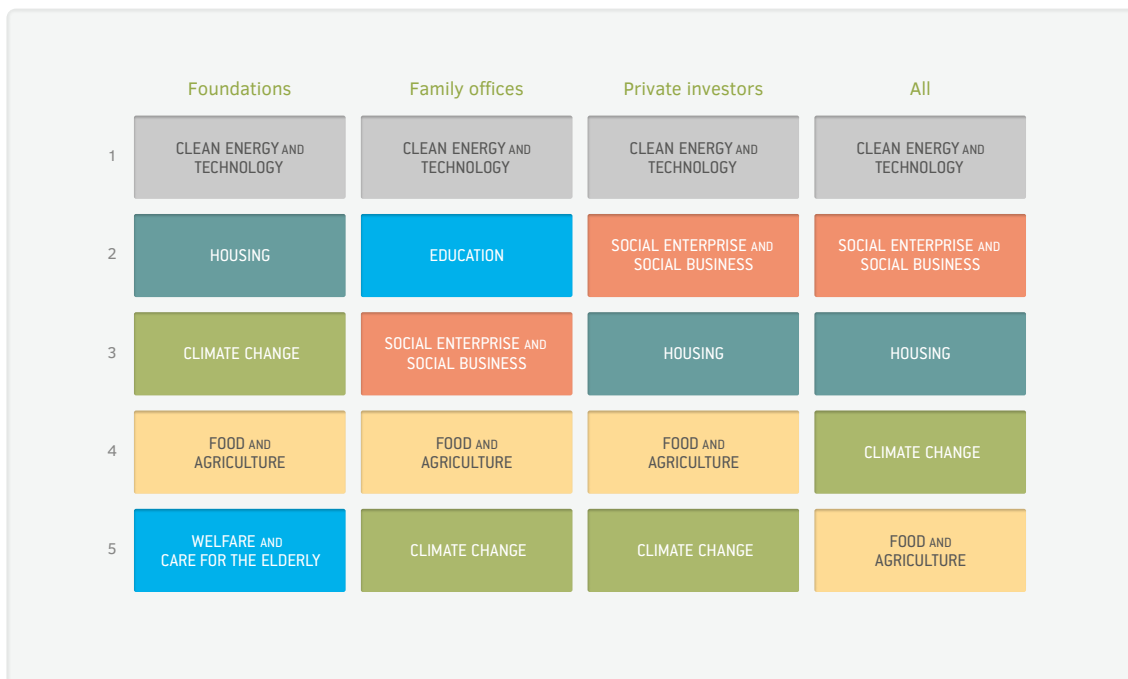 Foundations Family offices Private investors All
1 CLEAN ENERGY AND CLEAN ENERGY AND CLEAN ENERGY AND CLEAN ENERGY AND
TECHNOLOGY TECHNOLOGY TECHNOLOGY TECHNOLOGY
2 HOUSING EDUCATION SOCIAL ENTERPRISE AND SOCIAL ENTERPRISE AND
SOCIAL BUSINESS SOCIAL BUSINESS
3 CLIMATE CHANGE SOCIAL ENTERPRISE AND HOUSING HOUSING
SOCIAL BUSINESS
4 FOOD AND FOOD AND FOOD AND CLIMATE CHANGE
AGRICULTURE AGRICULTURE AGRICULTURE
5 WELFARE AND CLIMATE CHANGE CLIMATE CHANGE FOOD AND
CARE FOR THE ELDERLY AGRICULTURE